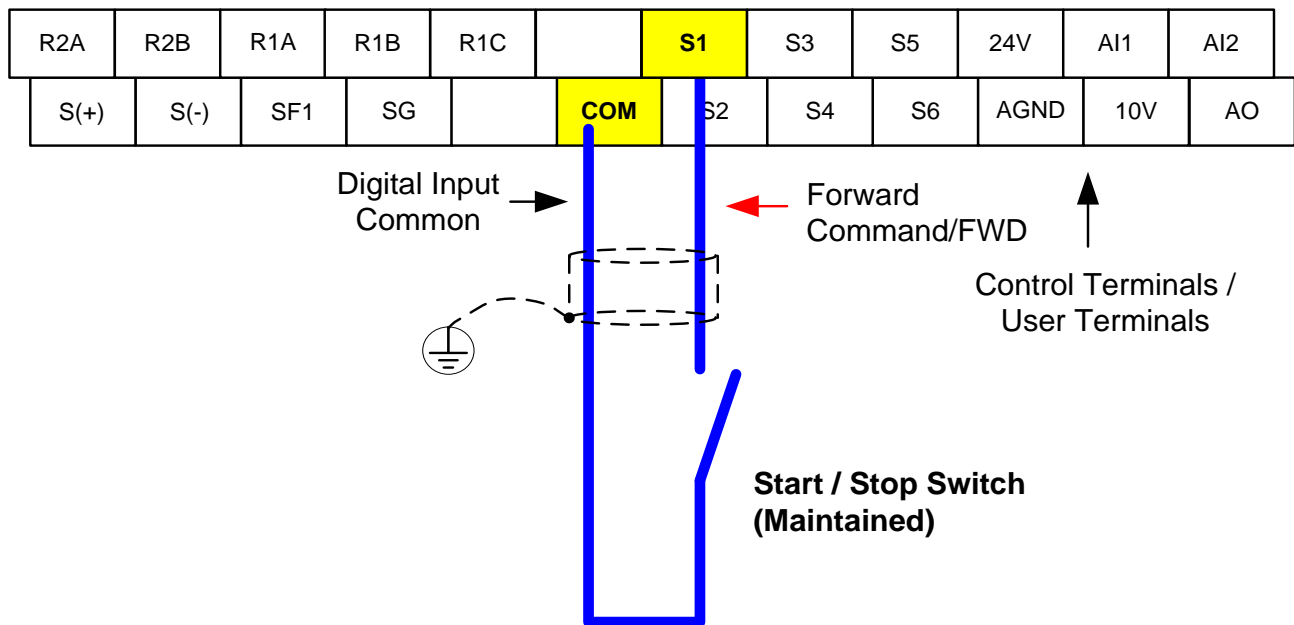 R2A R2B R1A R1B R1C S1 S3 S5 24V AI1 AI2
S(+) S(-) SF1 SG COM S2 S4 S6 AGND 10V AO
Digital Input
Common
Forward
Command/FWD
Control Terminals /
User Terminals
Start / Stop Switch
(Maintained)